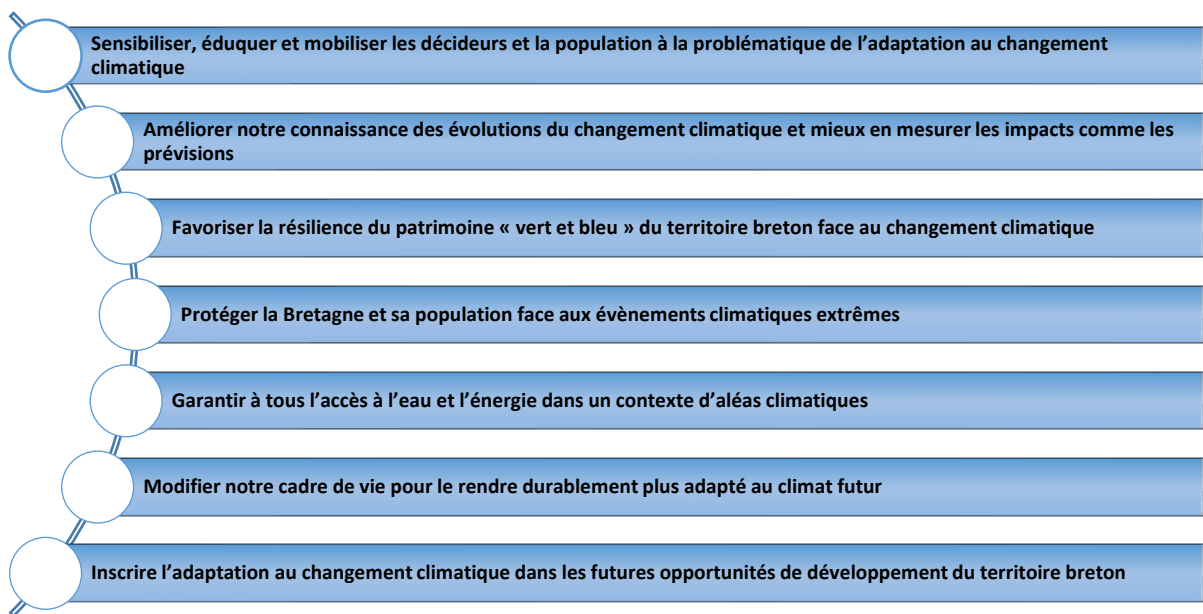 Sensibiliser, éduquer et mobiliser les décideurs et la population à la problématique de l’adaptation au changement
climatique
Améliorer notre connaissance des évolutions du changement climatique et mieux en mesurer les impacts comme les
prévisions
Favoriser la résilience du patrimoine « vert et bleu » du territoire breton face au changement climatique
Protéger la Bretagne et sa population face aux évènements climatiques extrêmes
Garantir à tous l’accès à l’eau et l’énergie dans un contexte d’aléas climatiques
Modifier notre cadre de vie pour le rendre durablement plus adapté au climat futur
Inscrire l’adaptation au changement climatique dans les futures opportunités de développement du territoire breton